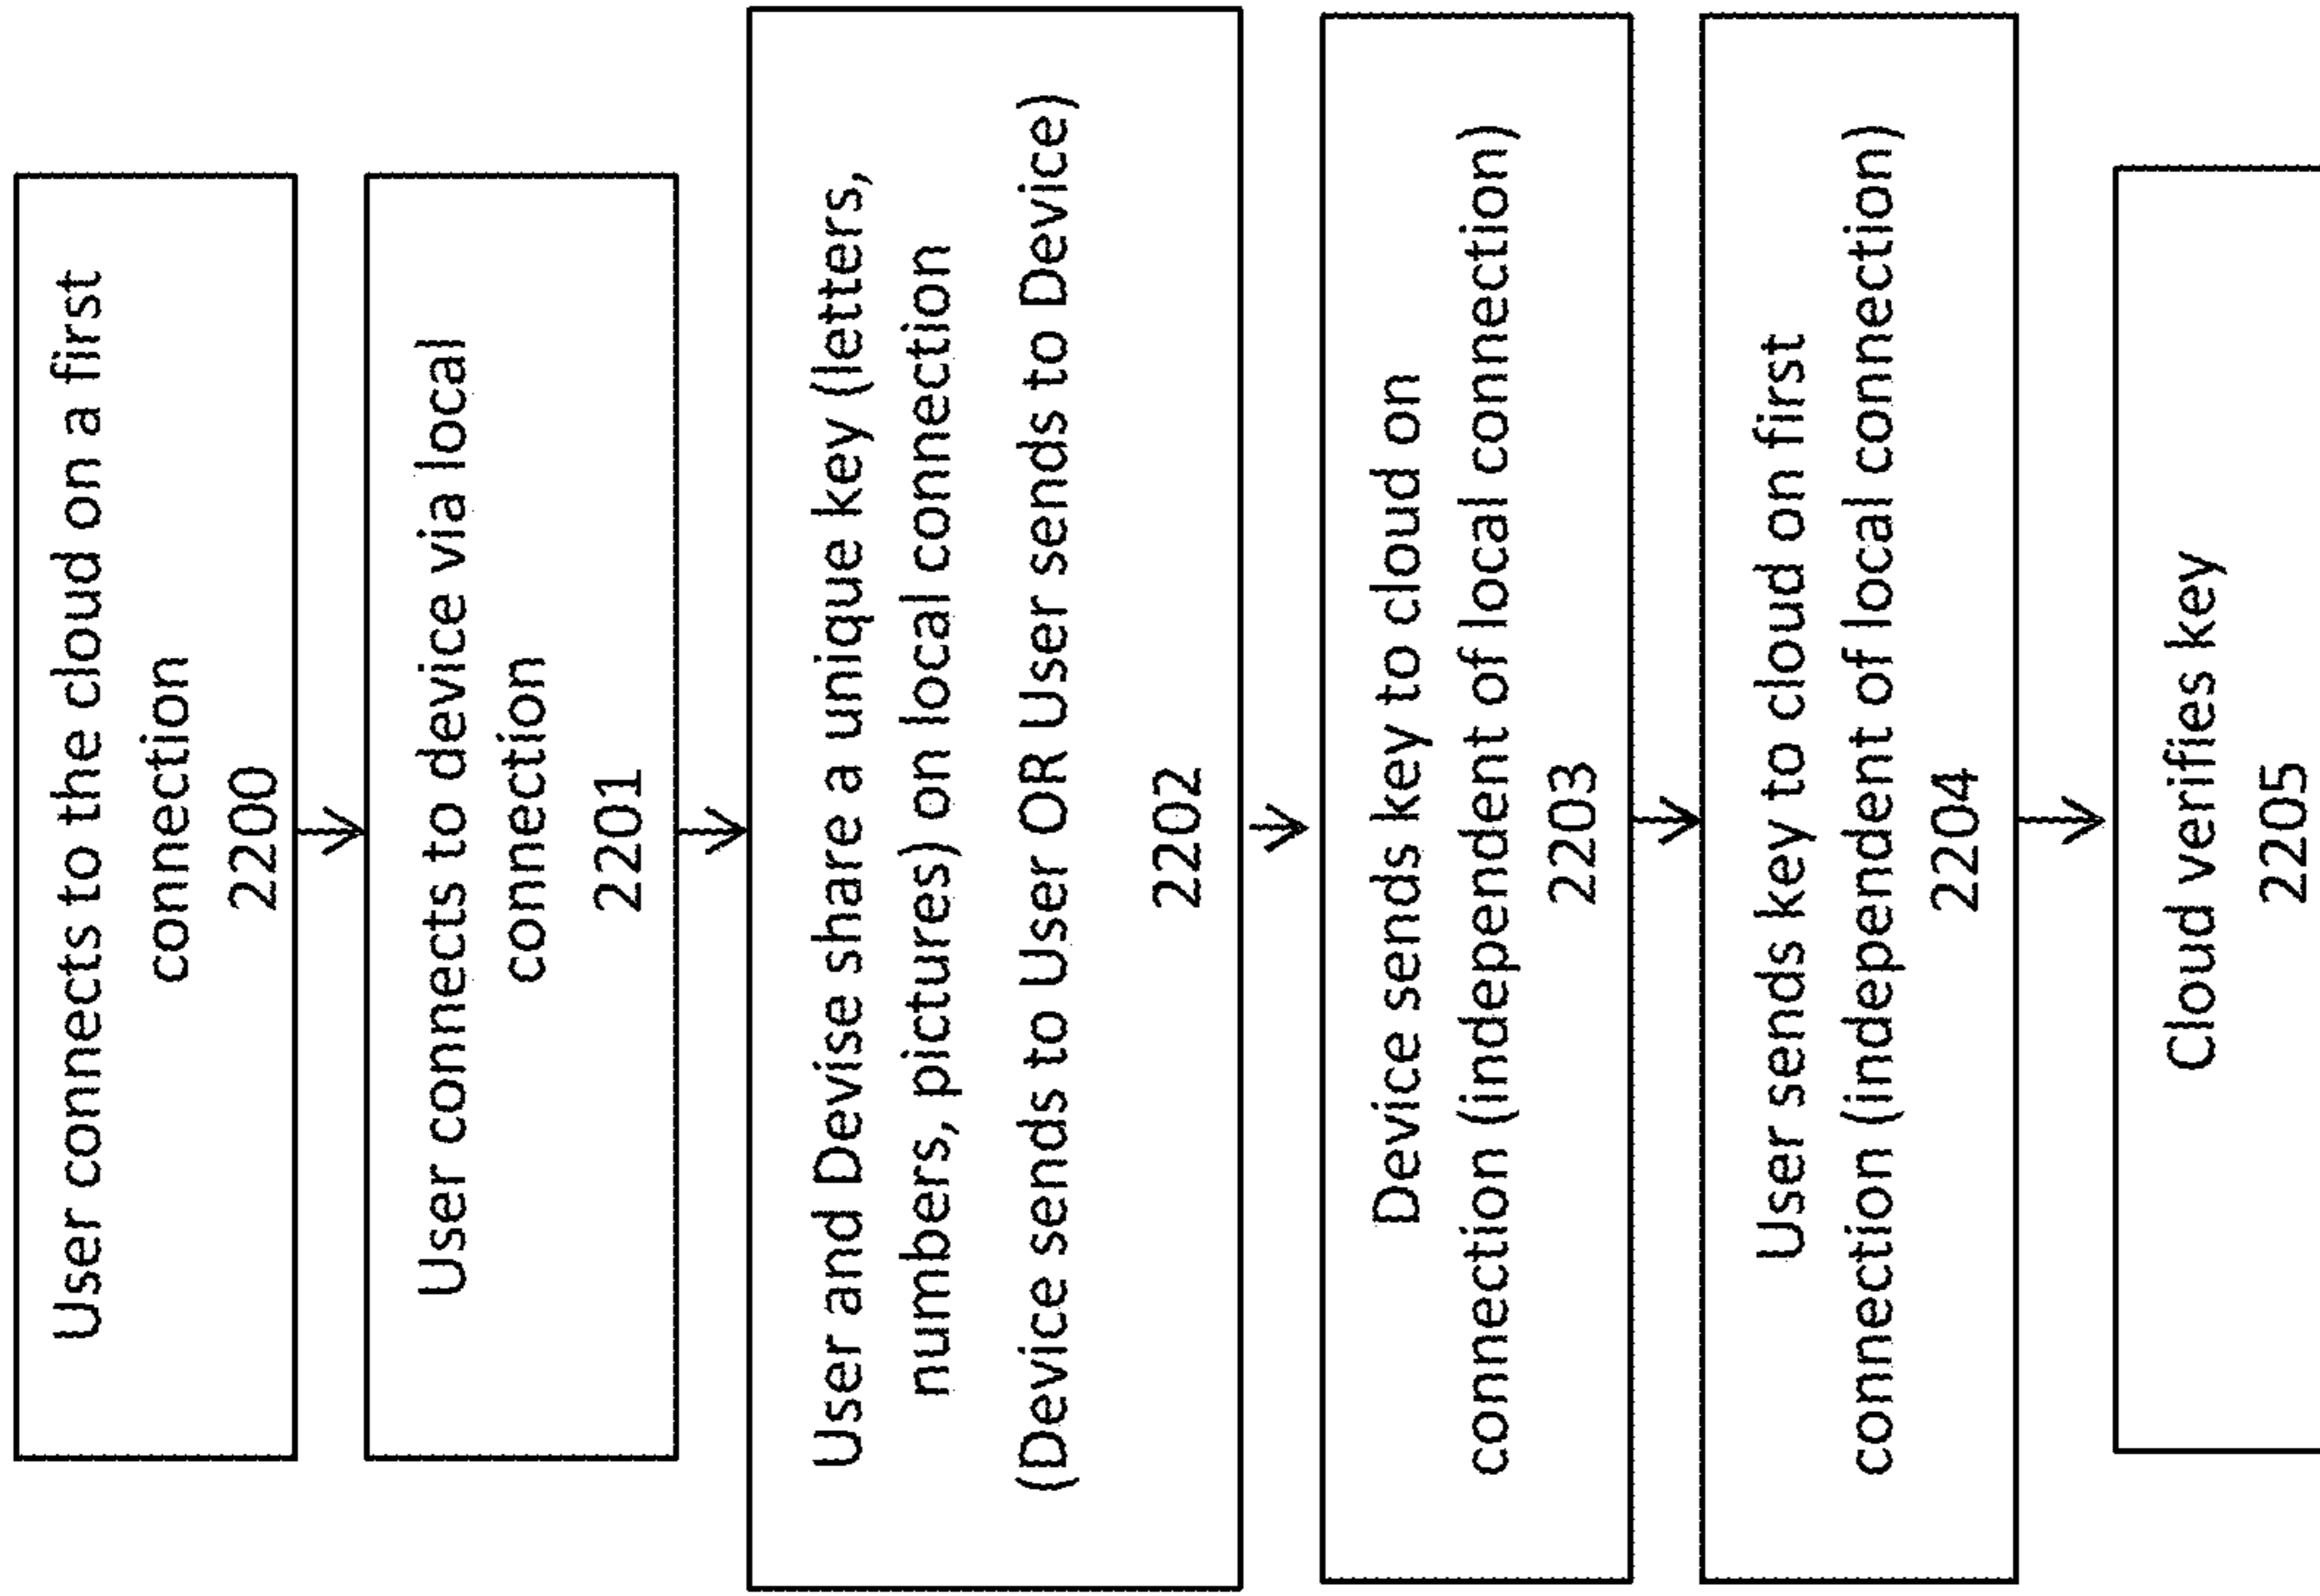 User connects to the cloud on a first
connection
2200
User connects to device via local
connection
2201
User and Devise share a unique key (letters,
numbers, pictures) on local connection
(Device sends to User OR User sends to Device)
2202
Device sends key to cloud on
connection (independent of local connection)
2203
User sends key to cloud on first
connection (independent of local connection)
2204
Cloud verifies key
2205